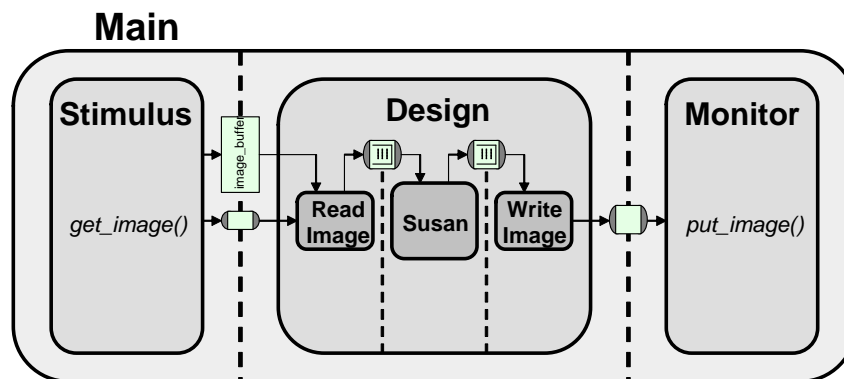 Main
Stimulus
Design
Monitor
image_buffer
Read
Image
Susan
Write
Image
get_image()
put_image()